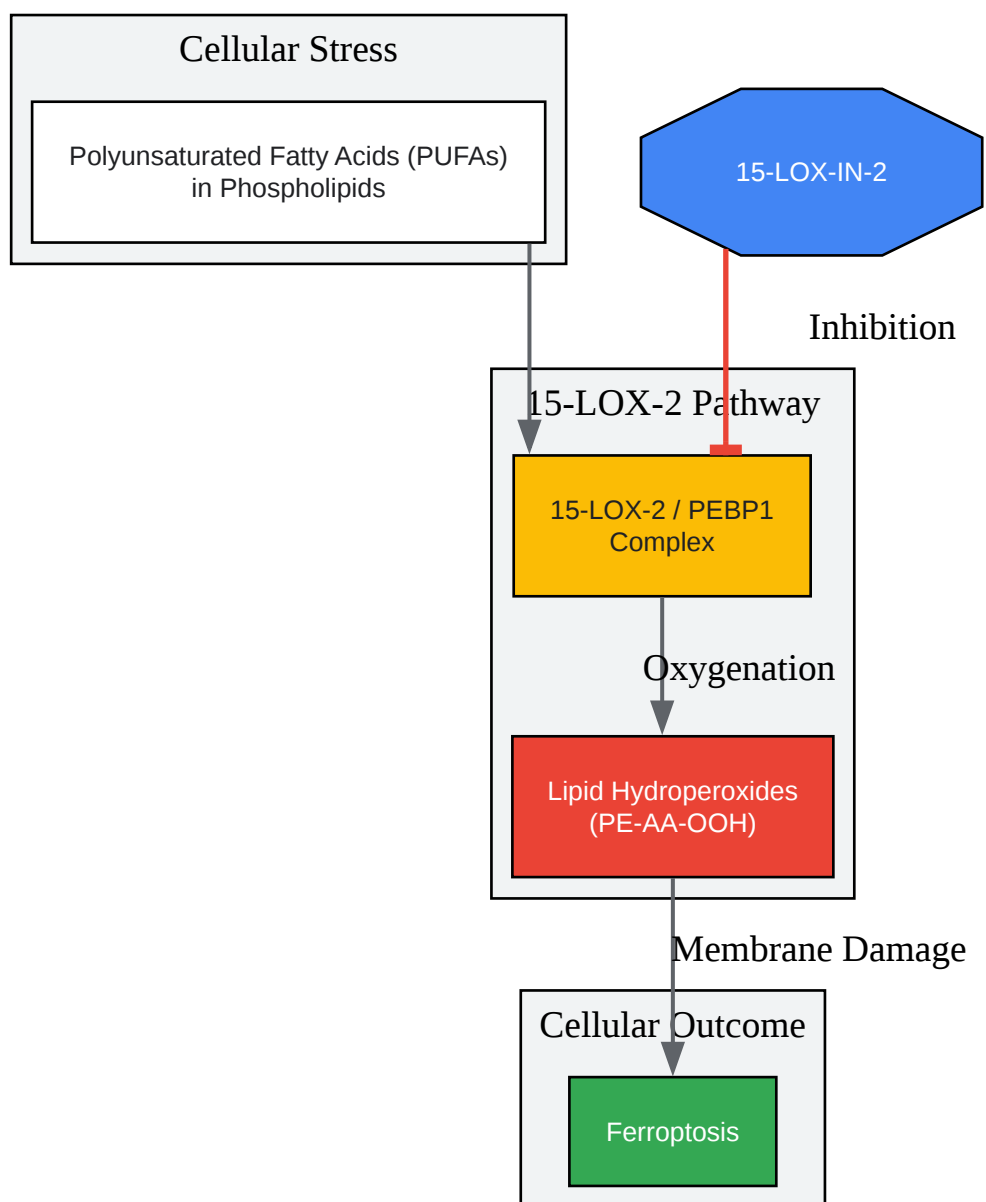 Cellular Stress
Polyunsaturated Fatty Acids (PUFAs)
in Phospholipids
15-LOX-IN-2
Inhibition
15-LOX-2 Pathway
15-LOX-2 / PEBP1
Complex
Oxygenation
Lipid Hydroperoxides
(PE-AA-OOH)
Membrane Damage
Cellular Outcome
Ferroptosis